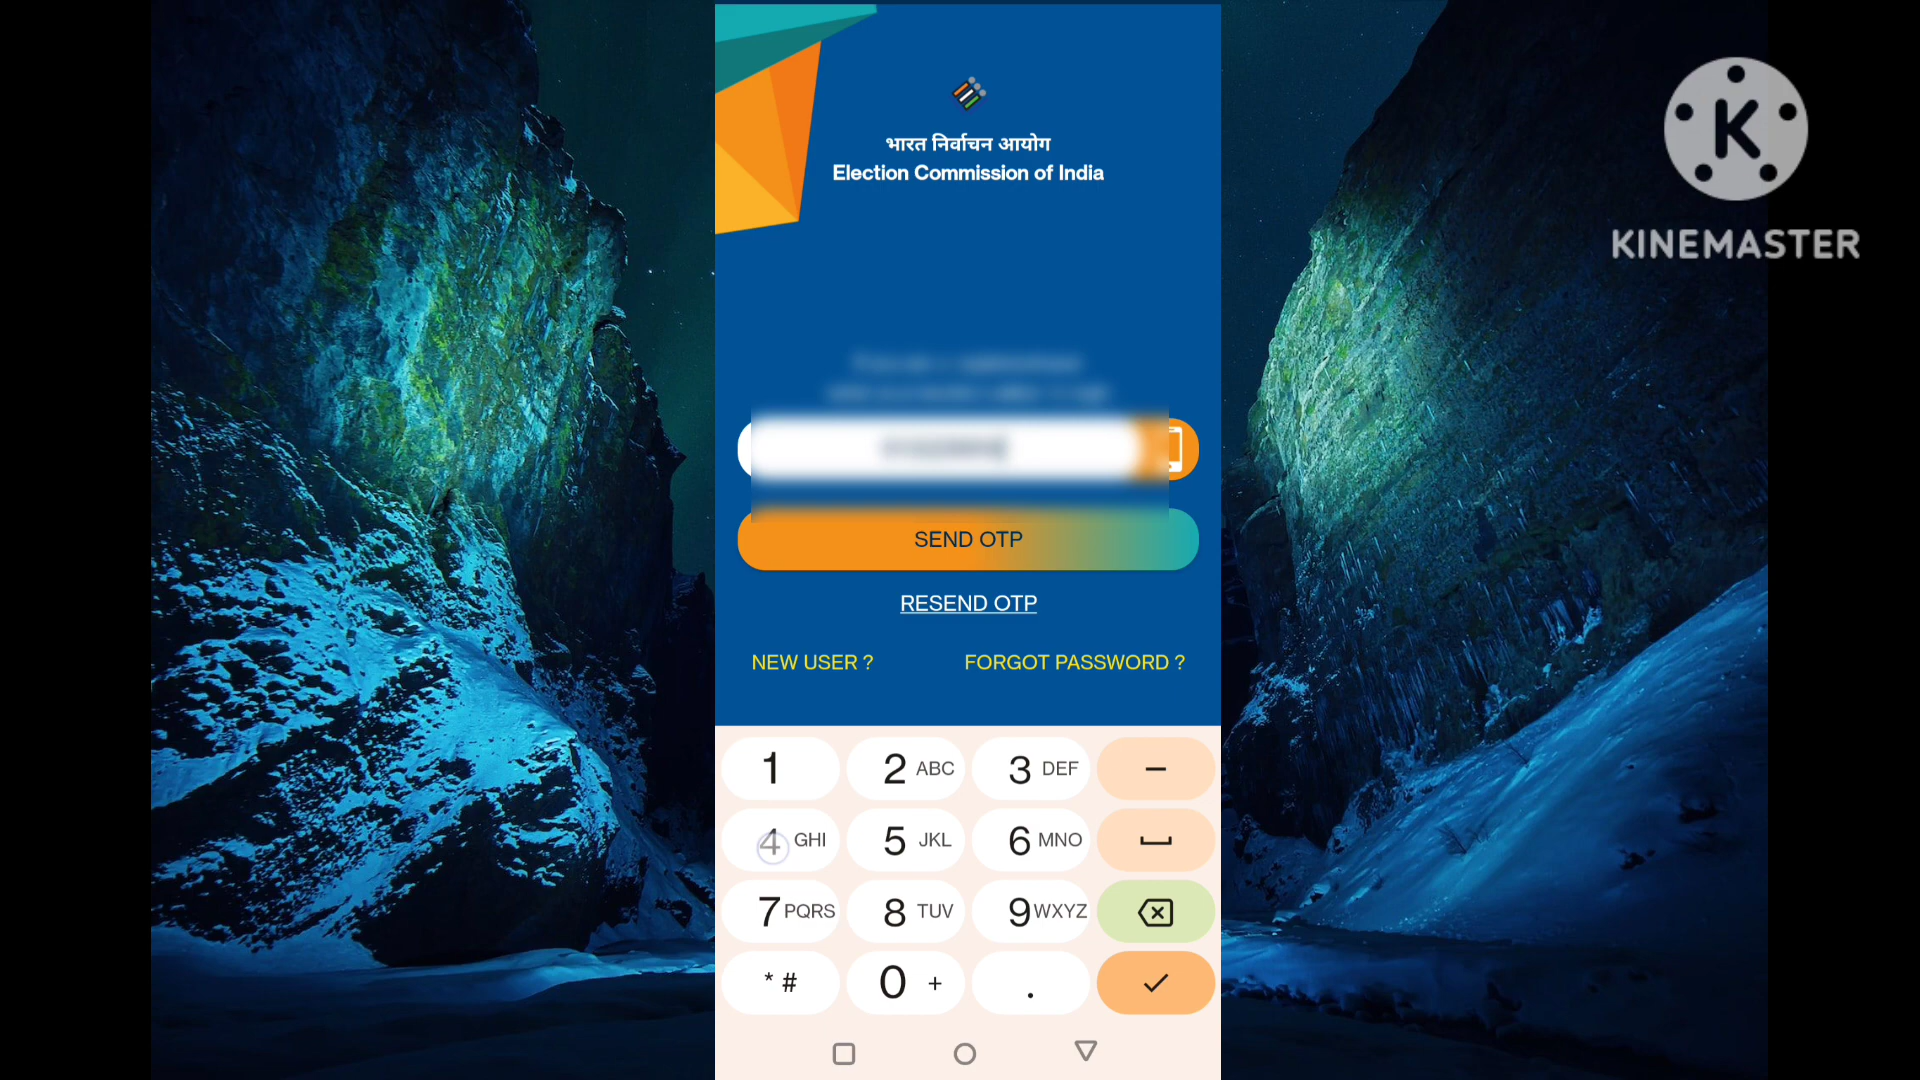 भारत निर्वाचन आयोग
Election Commission of India
K
KINEMASTER
SEND OTP
RESEND OTP
NEW USER ?
FORGOT PASSWORD ?
1
2 ABC
3 DEF
4 GHI
5 JKL
6 MNO
7 PQRS
8 TUV
9 WXYZ
* #
0 +
.